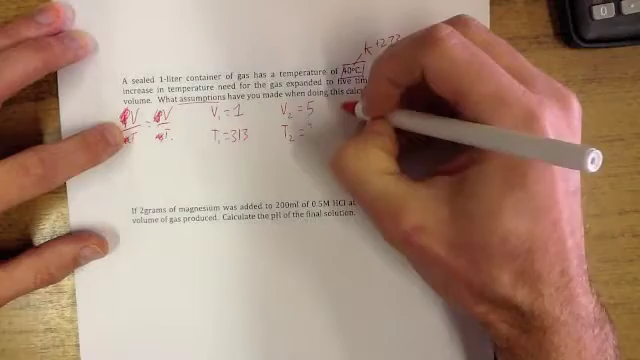 K +273
A sealed 1-liter container of gas has a temperature of 40°C.
increase in temperature need for the gas expanded to five
volume. What assumptions have you made when doing this
V V V₁ = 1 V₂ = 5
T T T₁ = 313 T₂ = ?
If 2grams of magnesium was added to 200ml of 0.5M HCl at
volume of gas produced. Calculate the pH of the final solution.